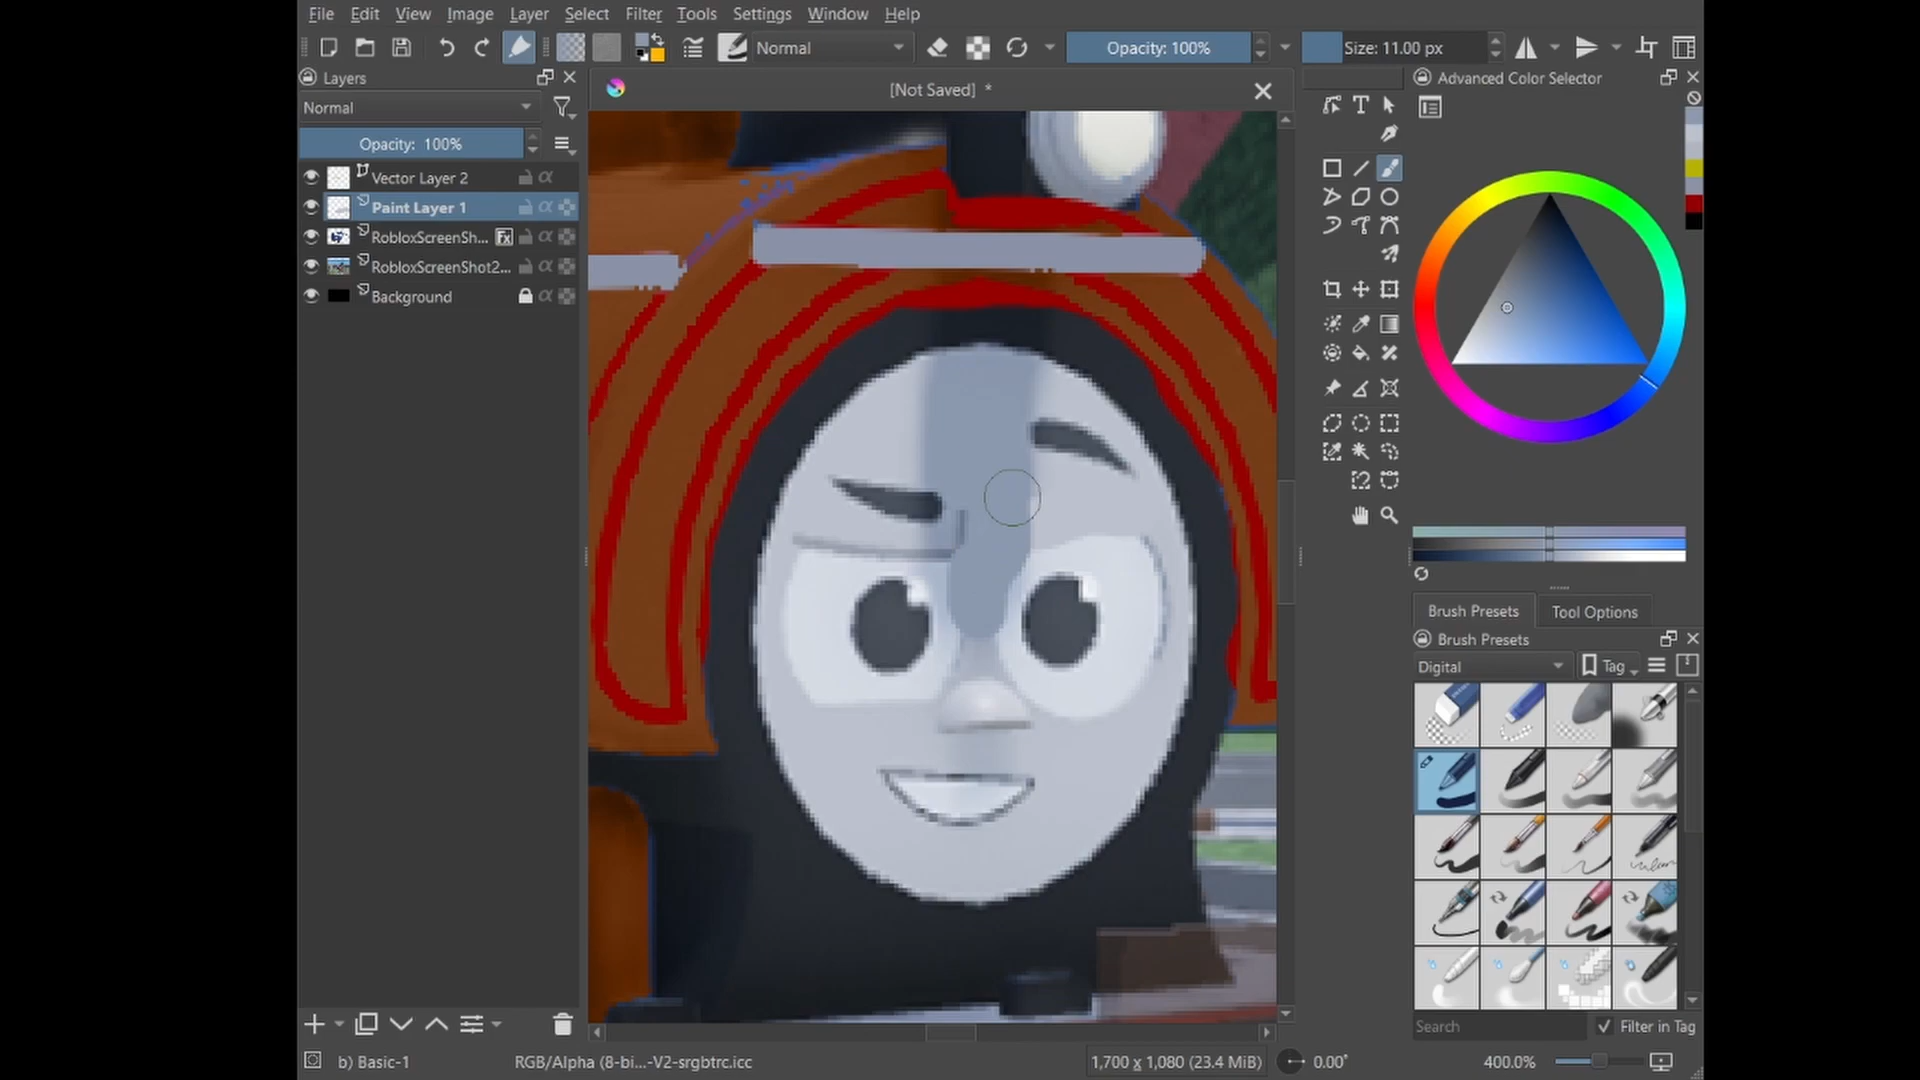 File Edit View Image Layer Select Filter Tools Settings Window Help
Normal Opacity: 100% Size: 11.00 px
Layers
[Not Saved] *
Advanced Color Selector
Normal
Opacity: 100%
Vector Layer 2
Paint Layer 1
RobloxScreenSh... Fx
RobloxScreenShot2...
Background
Brush Presets Tool Options
Brush Presets
Digital Tag
Search Filter in Tag
b) Basic-1 RGB/Alpha (8-bi...-V2-srgbtrc.icc 1,700 x 1,080 (23.4 MiB) 0.00° 400.0%